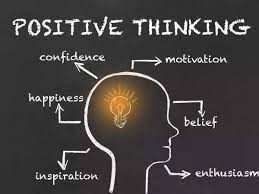 POSITIVE THINKING
confidence
motivation
happiness
belief
inspiration
enthusiasm